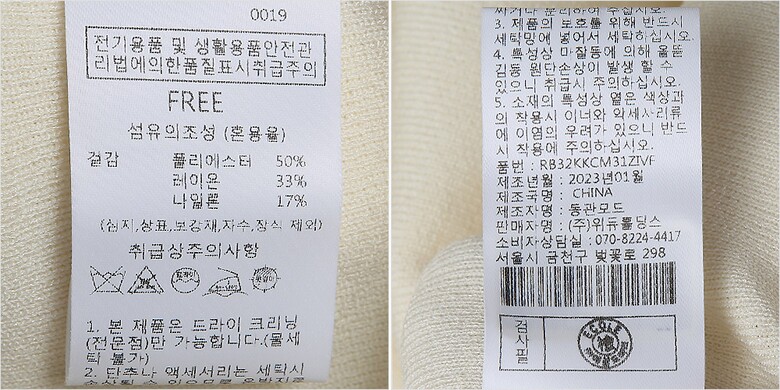 0019
전기용품 및 생활용품안전관
리법에의한품질표시취급주의
FREE
섬유의조성 (혼용율)
겉감 폴리에스터 50%
레이온 33%
나일론 17%
(심지,상표,보강재,자수,장식 제외)
취급상주의사항
1. 본 제품은 드라이 크리닝
(전문점)만 가능합니다.(물세
탁 불가)
2. 단추나 액세서리는 세탁시
3. 제품의 보호를 위해 반드시
세탁망에 넣어서 세탁하십시오.
4. 특성상 마찰등에 의해 올뜯
김등 원단손상이 발생 할 수
있으니 취급시 주의하십시오.
5. 소재의 특성상 옅은 색상과
의 착용시 이너와 악세사리류
에 이염의 우려가 있으니 반드
시 착용에 주의하십시오.
품번 : RB32KKCM31ZIVF
제조년월 : 2023년01월
제조국명 : CHINA
제조자명 : 동관모드
판매자명 : (주)위듀홀딩스
소비자상담실 : 070-8224-4417
서울시 금천구 벚꽃로 298
검사필
ECOLE